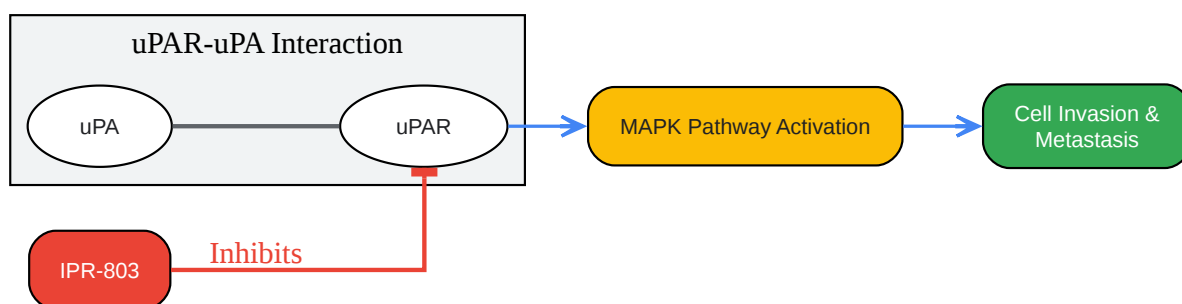 uPAR-uPA Interaction
uPA
uPAR
MAPK Pathway Activation
Cell Invasion &
Metastasis
Inhibits
IPR-803